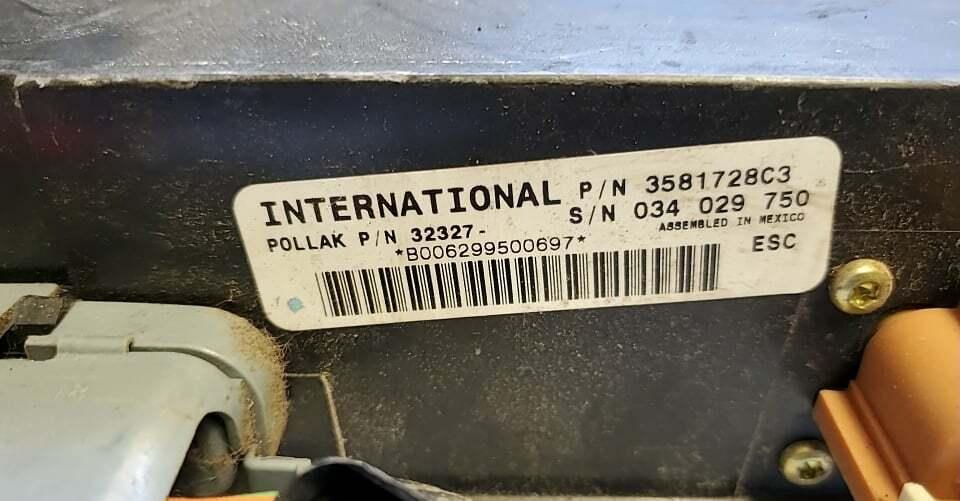 INTERNATIONAL P/N 3581728C3
POLLAK P/N 32327- S/N 034 029 750
ASSEMBLED IN MEXICO
*B006299500697* ESC